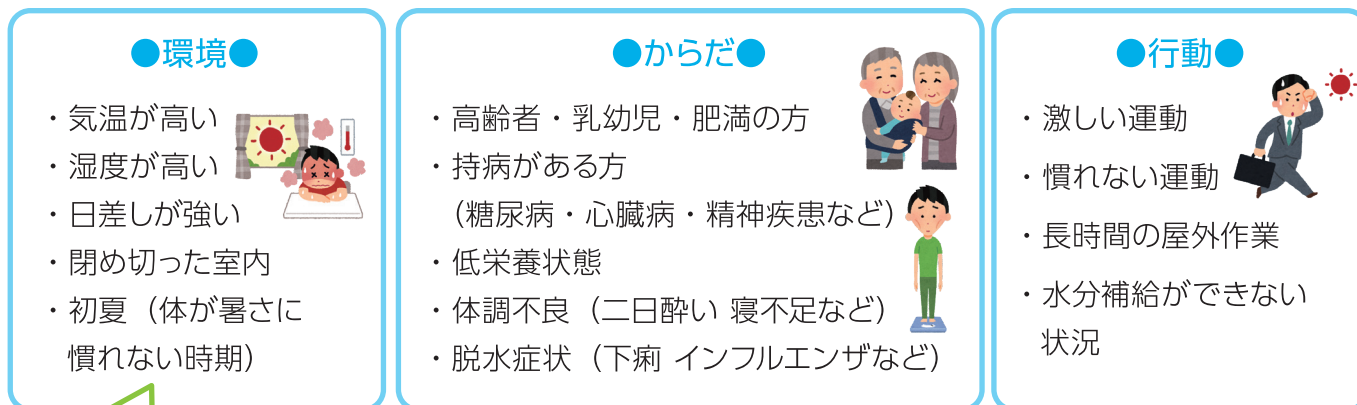 ●環境●
・気温が高い
・湿度が高い
・日差しが強い
・閉め切った室内
・初夏（体が暑さに
慣れない時期）
●からだ●
・高齢者・乳幼児・肥満の方
・持病がある方
（糖尿病・心臓病・精神疾患など）
・低栄養状態
・体調不良（二日酔い 寝不足など）
・脱水症状（下痢 インフルエンザなど）
●行動●
・激しい運動
・慣れない運動
・長時間の屋外作業
・水分補給ができない
状況